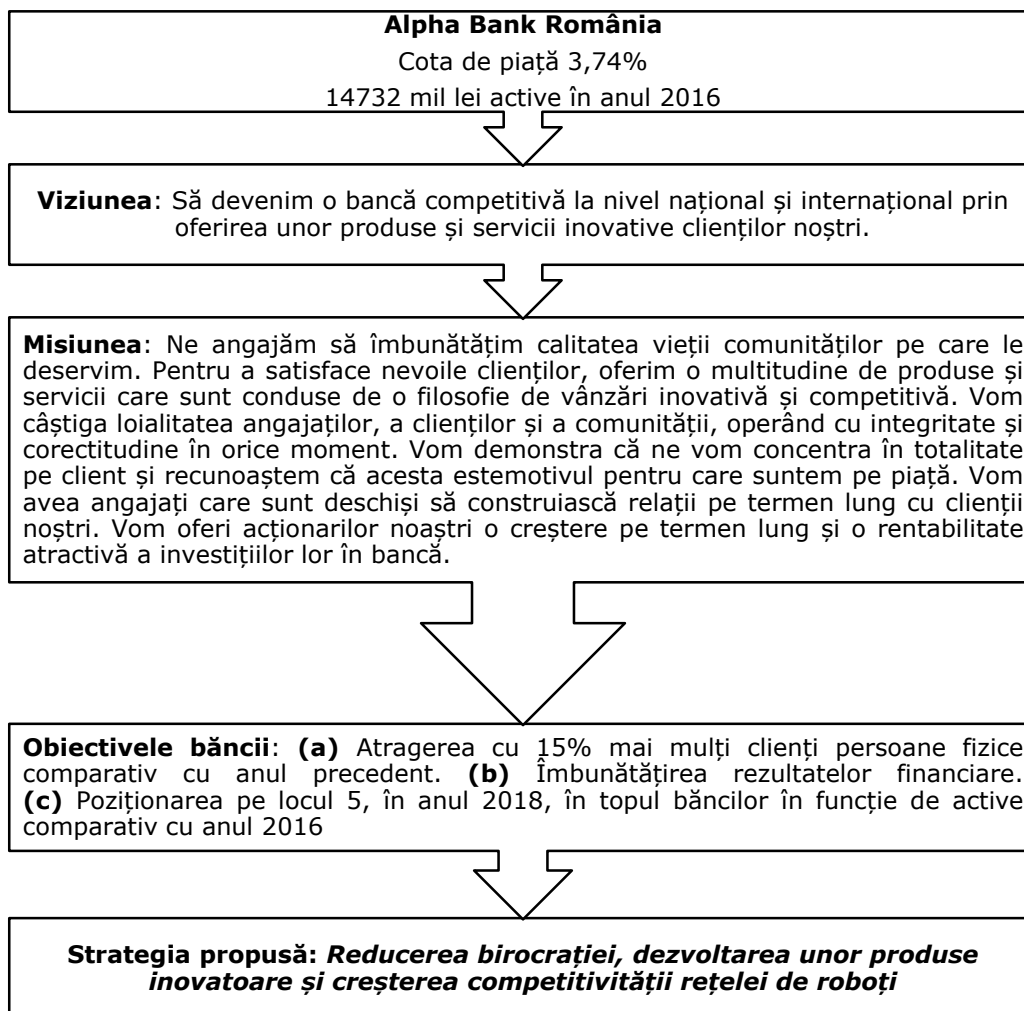 Alpha Bank România
Cota de piață 3,74%
14732 mil lei active în anul 2016
Viziunea: Să devenim o bancă competitivă la nivel național și internațional prin
oferirea unor produse și servicii inovative clienților noștri.
Misiunea: Ne angajăm să îmbunătățim calitatea vieții comunităților pe care le
deservim. Pentru a satisface nevoile clienților, oferim o multitudine de produse și
servicii care sunt conduse de o filosofie de vânzări inovativă și competitivă. Vom
câștiga loialitatea angajaților, a clienților și a comunității, operând cu integritate și
corectitudine în orice moment. Vom demonstra că ne vom concentra în totalitate
pe client și recunoaștem că acesta estemotivul pentru care suntem pe piață. Vom
avea angajați care sunt deschiși să construiască relații pe termen lung cu clienții
noștri. Vom oferi acționarilor noaștri o creștere pe termen lung și o rentabilitate
atractivă a investițiilor lor în bancă.
Obiectivele băncii: (a) Atragerea cu 15% mai mulți clienți persoane fizice
comparativ cu anul precedent. (b) Îmbunătățirea rezultatelor financiare.
(c) Poziționarea pe locul 5, în anul 2018, în topul băncilor în funcție de active
comparativ cu anul 2016
Strategia propusă: Reducerea birocrației, dezvoltarea unor produse
inovatoare și creșterea competitivității rețelei de roboți